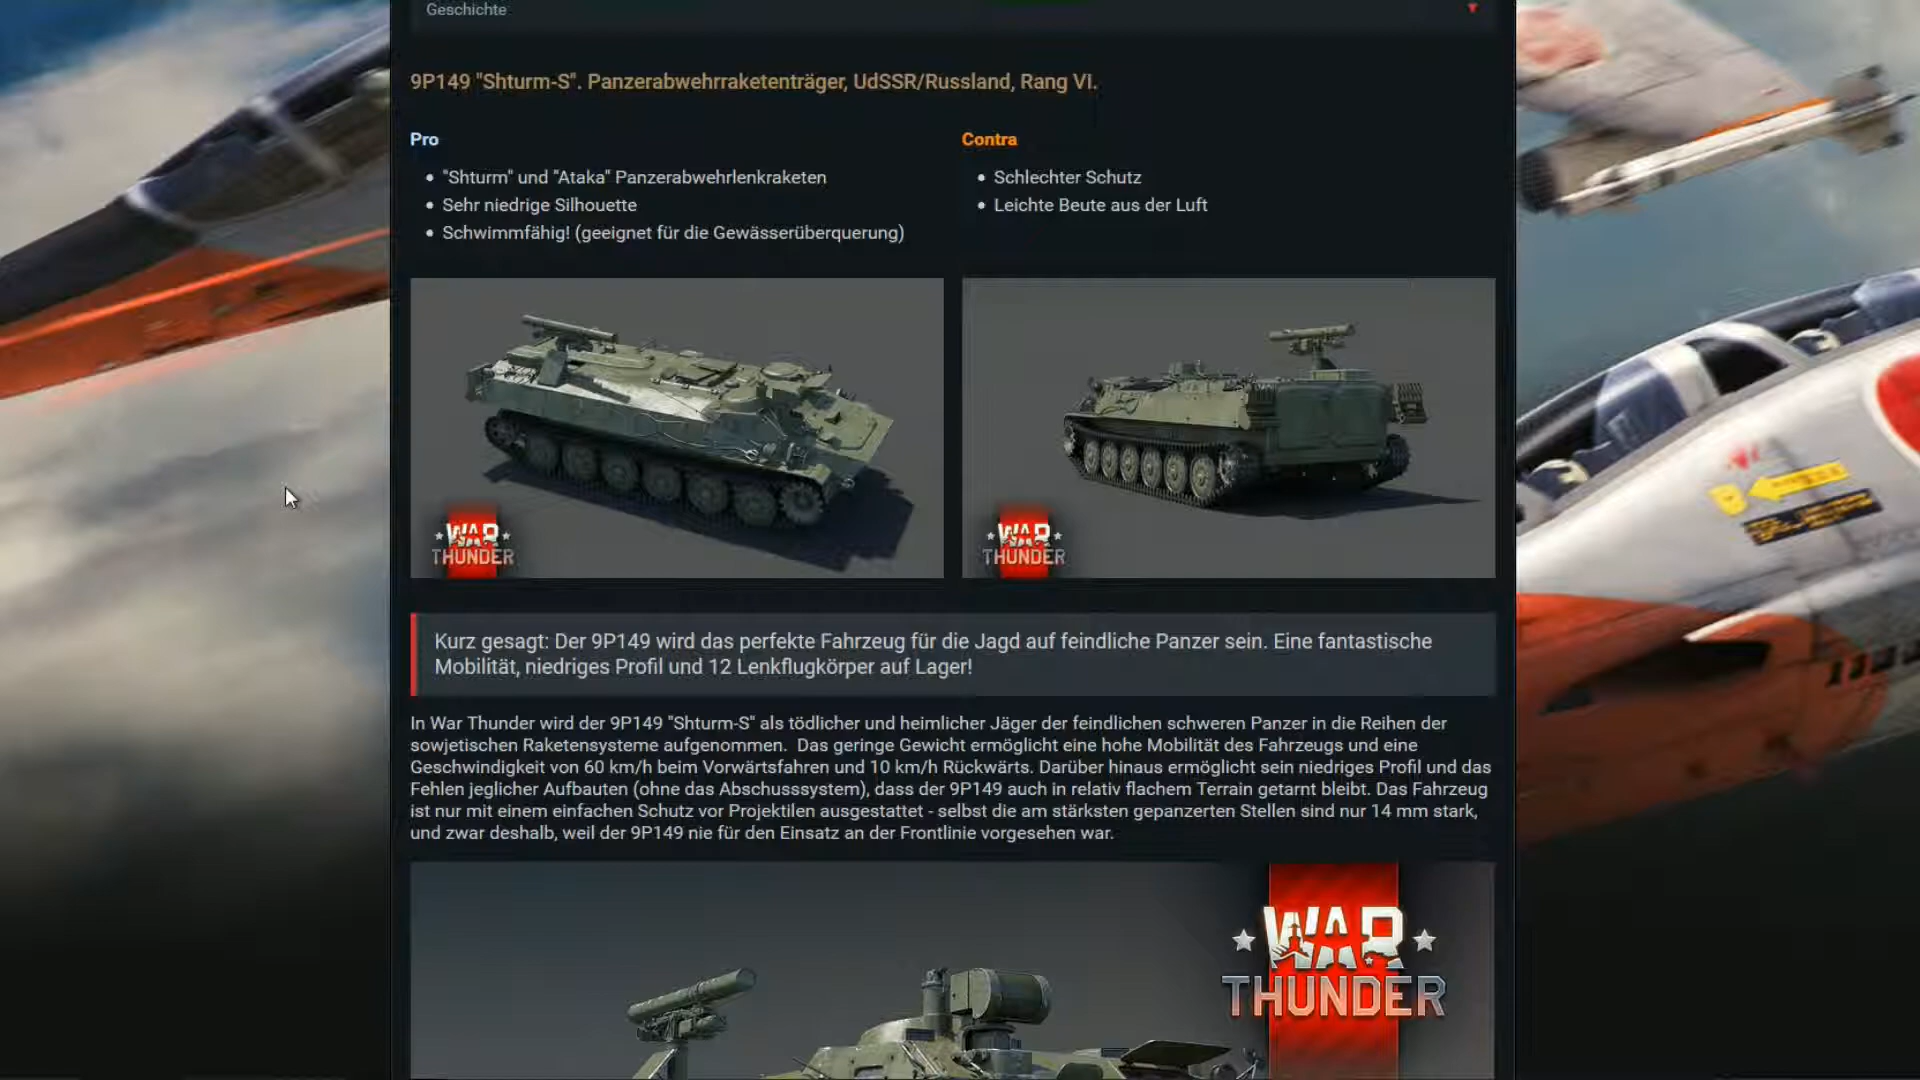 Geschichte
9P149 "Shturm-S". Panzerabwehrraketenträger, UdSSR/Russland, Rang VI.
Pro
"Shturm" und "Ataka" Panzerabwehrlenkraketen
Sehr niedrige Silhouette
Schwimmfähig! (geeignet für die Gewässerüberquerung)
Contra
Schlechter Schutz
Leichte Beute aus der Luft
WAR
THUNDER
WAR
THUNDER
Kurz gesagt: Der 9P149 wird das perfekte Fahrzeug für die Jagd auf feindliche Panzer sein. Eine fantastische
Mobilität, niedriges Profil und 12 Lenkflugkörper auf Lager!
In War Thunder wird der 9P149 "Shturm-S" als tödlicher und heimlicher Jäger der feindlichen schweren Panzer in die Reihen der
sowjetischen Raketensysteme aufgenommen. Das geringe Gewicht ermöglicht eine hohe Mobilität des Fahrzeugs und eine
Geschwindigkeit von 60 km/h beim Vorwärtsfahren und 10 km/h Rückwärts. Darüber hinaus ermöglicht sein niedriges Profil und das
Fehlen jeglicher Aufbauten (ohne das Abschusssystem), dass der 9P149 auch in relativ flachem Terrain getarnt bleibt. Das Fahrzeug
ist nur mit einem einfachen Schutz vor Projektilen ausgestattet - selbst die am stärksten gepanzerten Stellen sind nur 14 mm stark,
und zwar deshalb, weil der 9P149 nie für den Einsatz an der Frontlinie vorgesehen war.
WAR
THUNDER